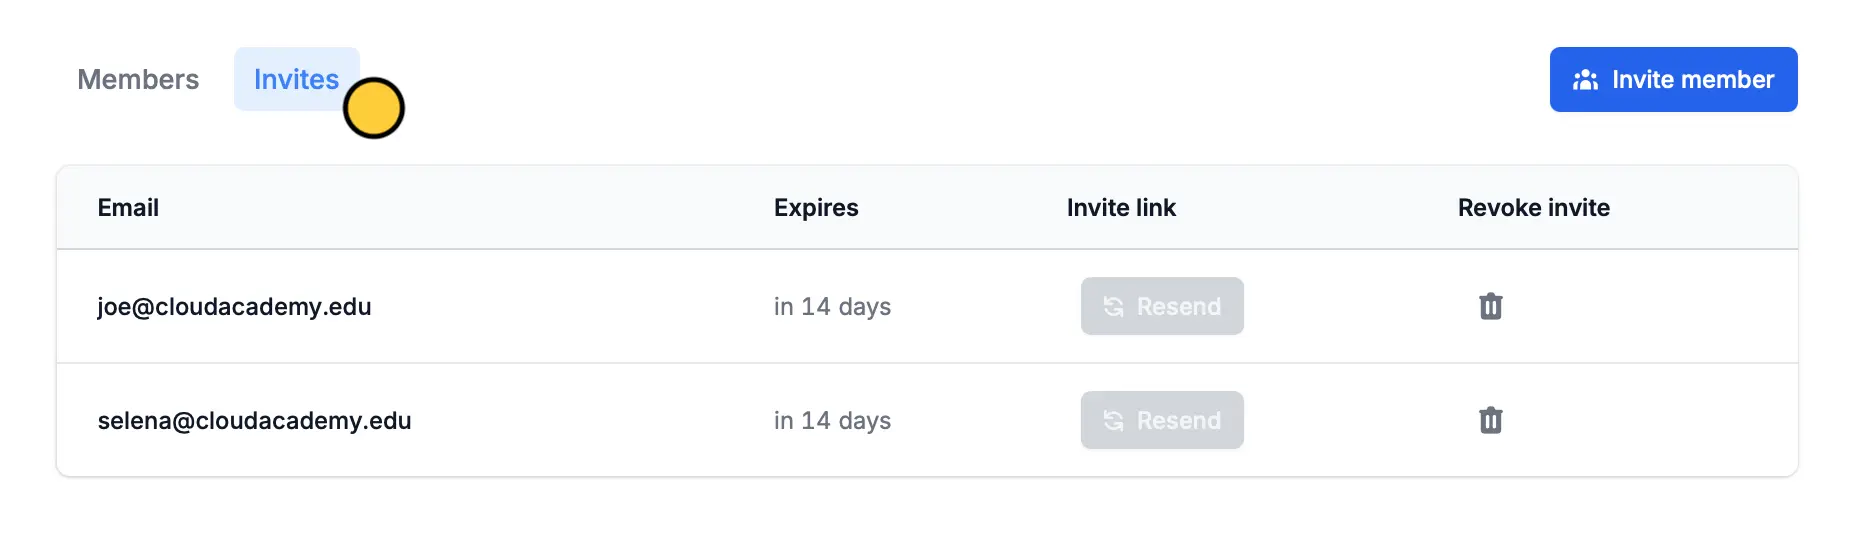 Members Invites Invite member
Email Expires Invite link Revoke invite
joe@cloudacademy.edu in 14 days Resend
selena@cloudacademy.edu in 14 days Resend